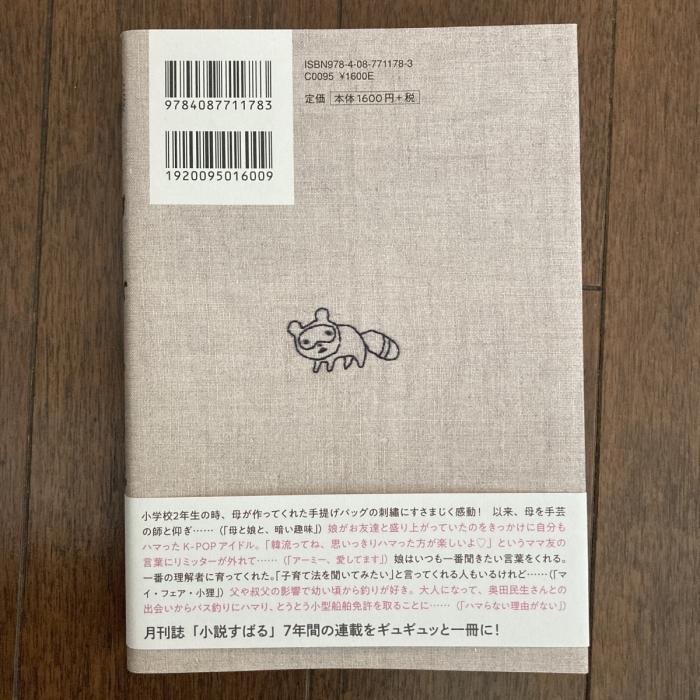 ISBN978-4-08-771178-3
C0095 ¥1600E
定価 本体1600円+税
9784087711783
1920095016009
小学校2年生の時、母が作ってくれた手提げバッグの刺繍にすさまじく感動! 以来、母を手芸
の師と仰ぎ……(「母と娘と、暗い趣味」)娘がお友達と盛り上がっていたのをきっかけに自分も
ハマったK-POPアイドル。「韓流ってね、思いっきりハマった方が楽しいよ♡」というママ友の
言葉にリミッターが外れて……(「アーミー、愛してます」)娘はいつも一番聞きたい言葉をくれる。
一番の理解者に育ってくれた。「子育て法を聞いてみたい」と言ってくれる人もいるけれど……(「マ
イ・フェア・小狸」)父や叔父の影響で幼い頃から釣りが好き。大人になって、奥田民生さんとの
出会いからバス釣りにハマり、とうとう小型船舶免許を取ることに……(「ハマらない理由がない」)
月刊誌「小説すばる」7年間の連載をギュギュッと一冊に!